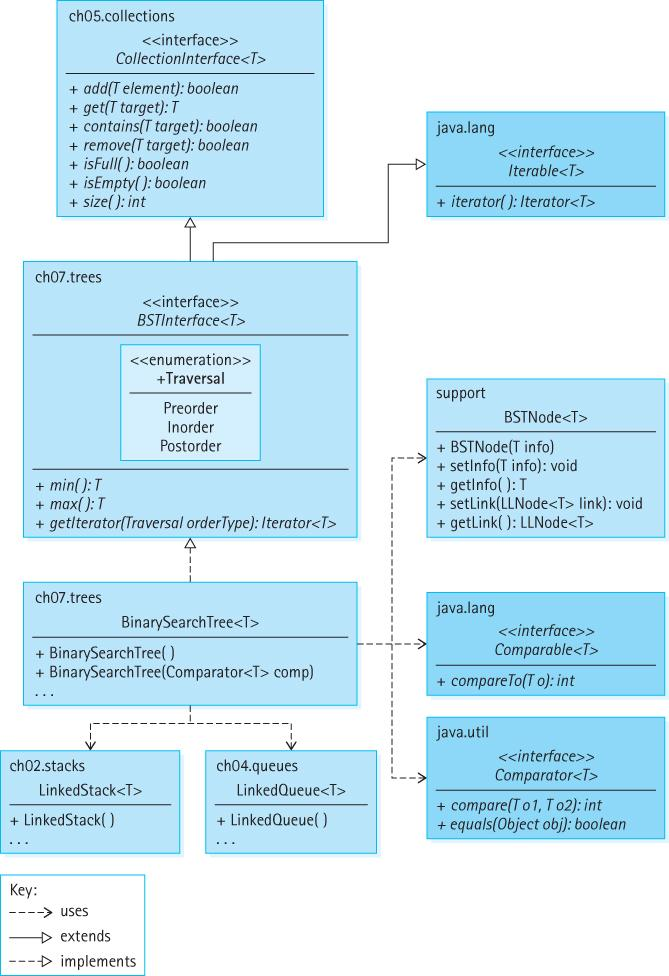 ch05.collections
<<interface>>
CollectionInterface<T>
+ add(T element): boolean
+ get(T target): T
+ contains(T target): boolean
+ remove(T target): boolean
+ isFull( ): boolean
+ isEmpty( ): boolean
+ size( ): int
java.lang
<<interface>>
Iterable<T>
+ iterator( ): Iterator<T>
ch07.trees
<<interface>>
BSTInterface<T>
<<enumeration>>
+Traversal
Preorder
Inorder
Postorder
+ min( ): T
+ max( ): T
+ getIterator(Traversal orderType): Iterator<T>
support
BSTNode<T>
+ BSTNode(T info)
+ setInfo(T info): void
+ getInfo( ): T
+ setLink(LLNode<T> link): void
+ getLink( ): LLNode<T>
ch07.trees
BinarySearchTree<T>
+ BinarySearchTree( )
+ BinarySearchTree(Comparator<T> comp)
. . .
java.lang
<<interface>>
Comparable<T>
+ compareTo(T o): int
java.util
<<interface>>
Comparator<T>
+ compare(T o1, T o2): int
+ equals(Object obj): boolean
ch02.stacks
LinkedStack<T>
+ LinkedStack( )
. . .
ch04.queues
LinkedQueue<T>
+ LinkedQueue( )
. . .
Key:
uses
extends
implements